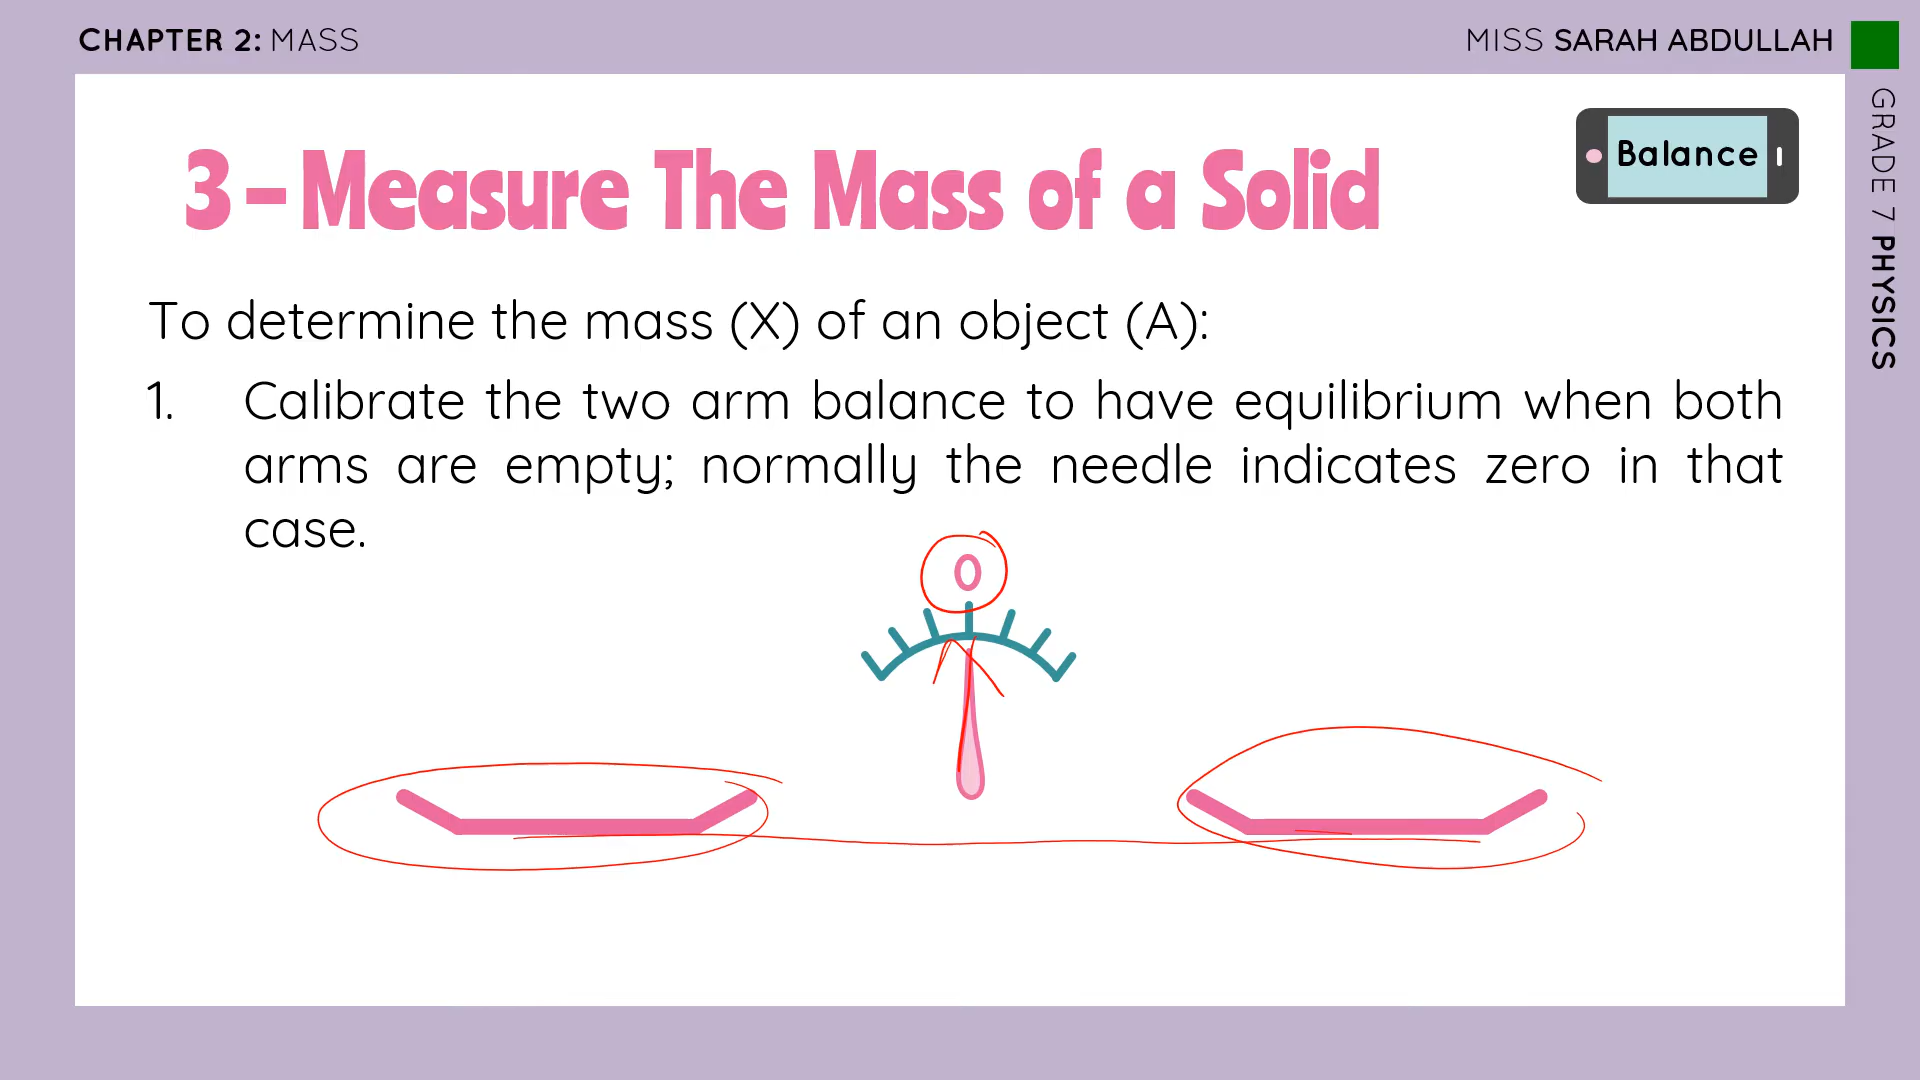 CHAPTER 2: MASS
MISS SARAH ABDULLAH
GRADE 7 PHYSICS
Balance
3-Measure The Mass of a Solid
To determine the mass (X) of an object (A):
1. Calibrate the two arm balance to have equilibrium when both
arms are empty; normally the needle indicates zero in that
case.
0